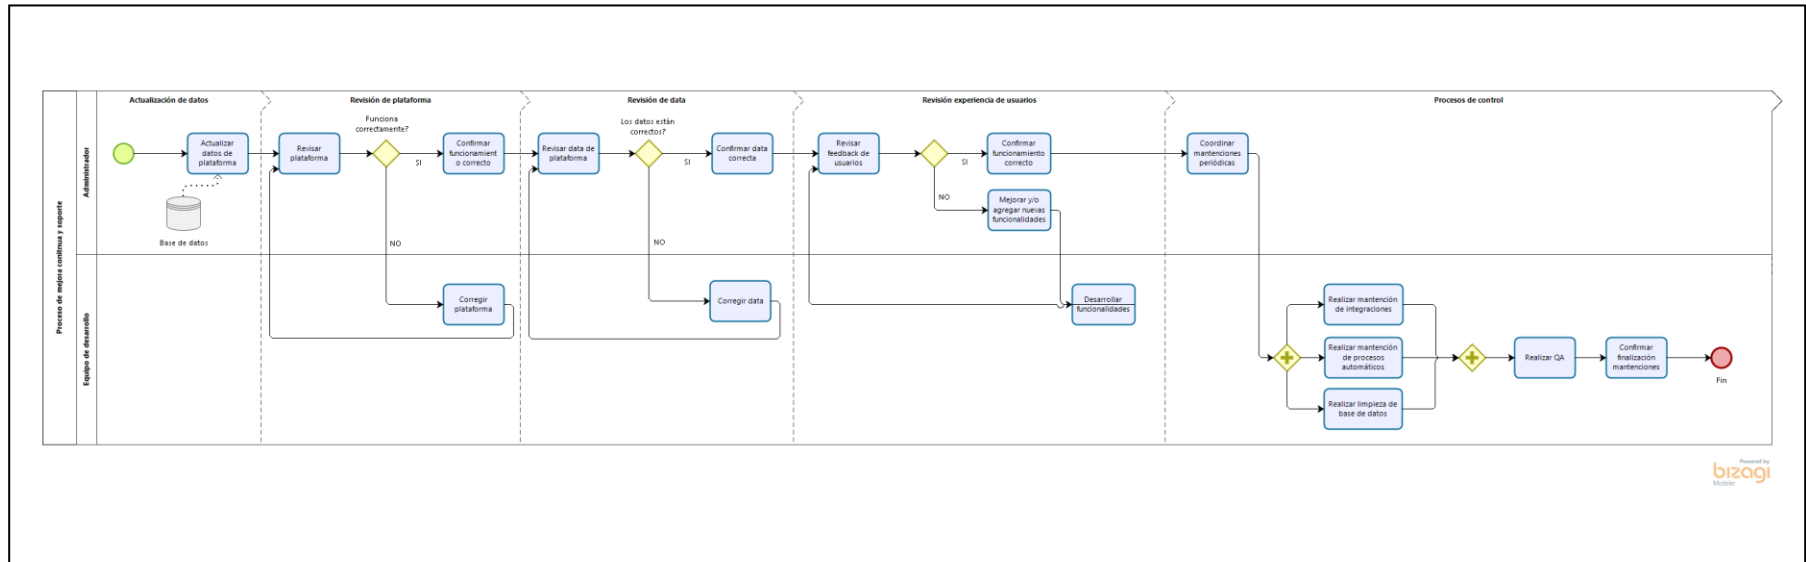 Proceso de mejora conitnua y soporte
Administrador
Equipo de desarrollo
Actualización de datos
Actualizar
datos de
plataforma
Base de datos
Revisión de plataforma
Revisar
plataforma
Funciona
correctamente?
SI
Confirmar
funcionamient
o correcto
NO
Corregir
plataforma
Revisión de data
Revisar data de
plataforma
Los datos están
correctos?
SI
Confirmar data
correcta
NO
Corregir data
Revisión experiencia de usuarios
Revisar
feedback de
usuarios
SI
Confirmar
funcionamiento
correcto
NO
Mejorar y/o
agregar nuevas
funcionalidades
Desarrollar
funcionalidades
Procesos de control
Coordinar
mantenciones
periódicas
Realizar mantención
de integraciones
Realizar mantención
de procesos
automáticos
Realizar limpieza de
base de datos
Realizar QA
Confirmar
finalización
mantenciones
Fin
Powered by
bizagi
Modeler